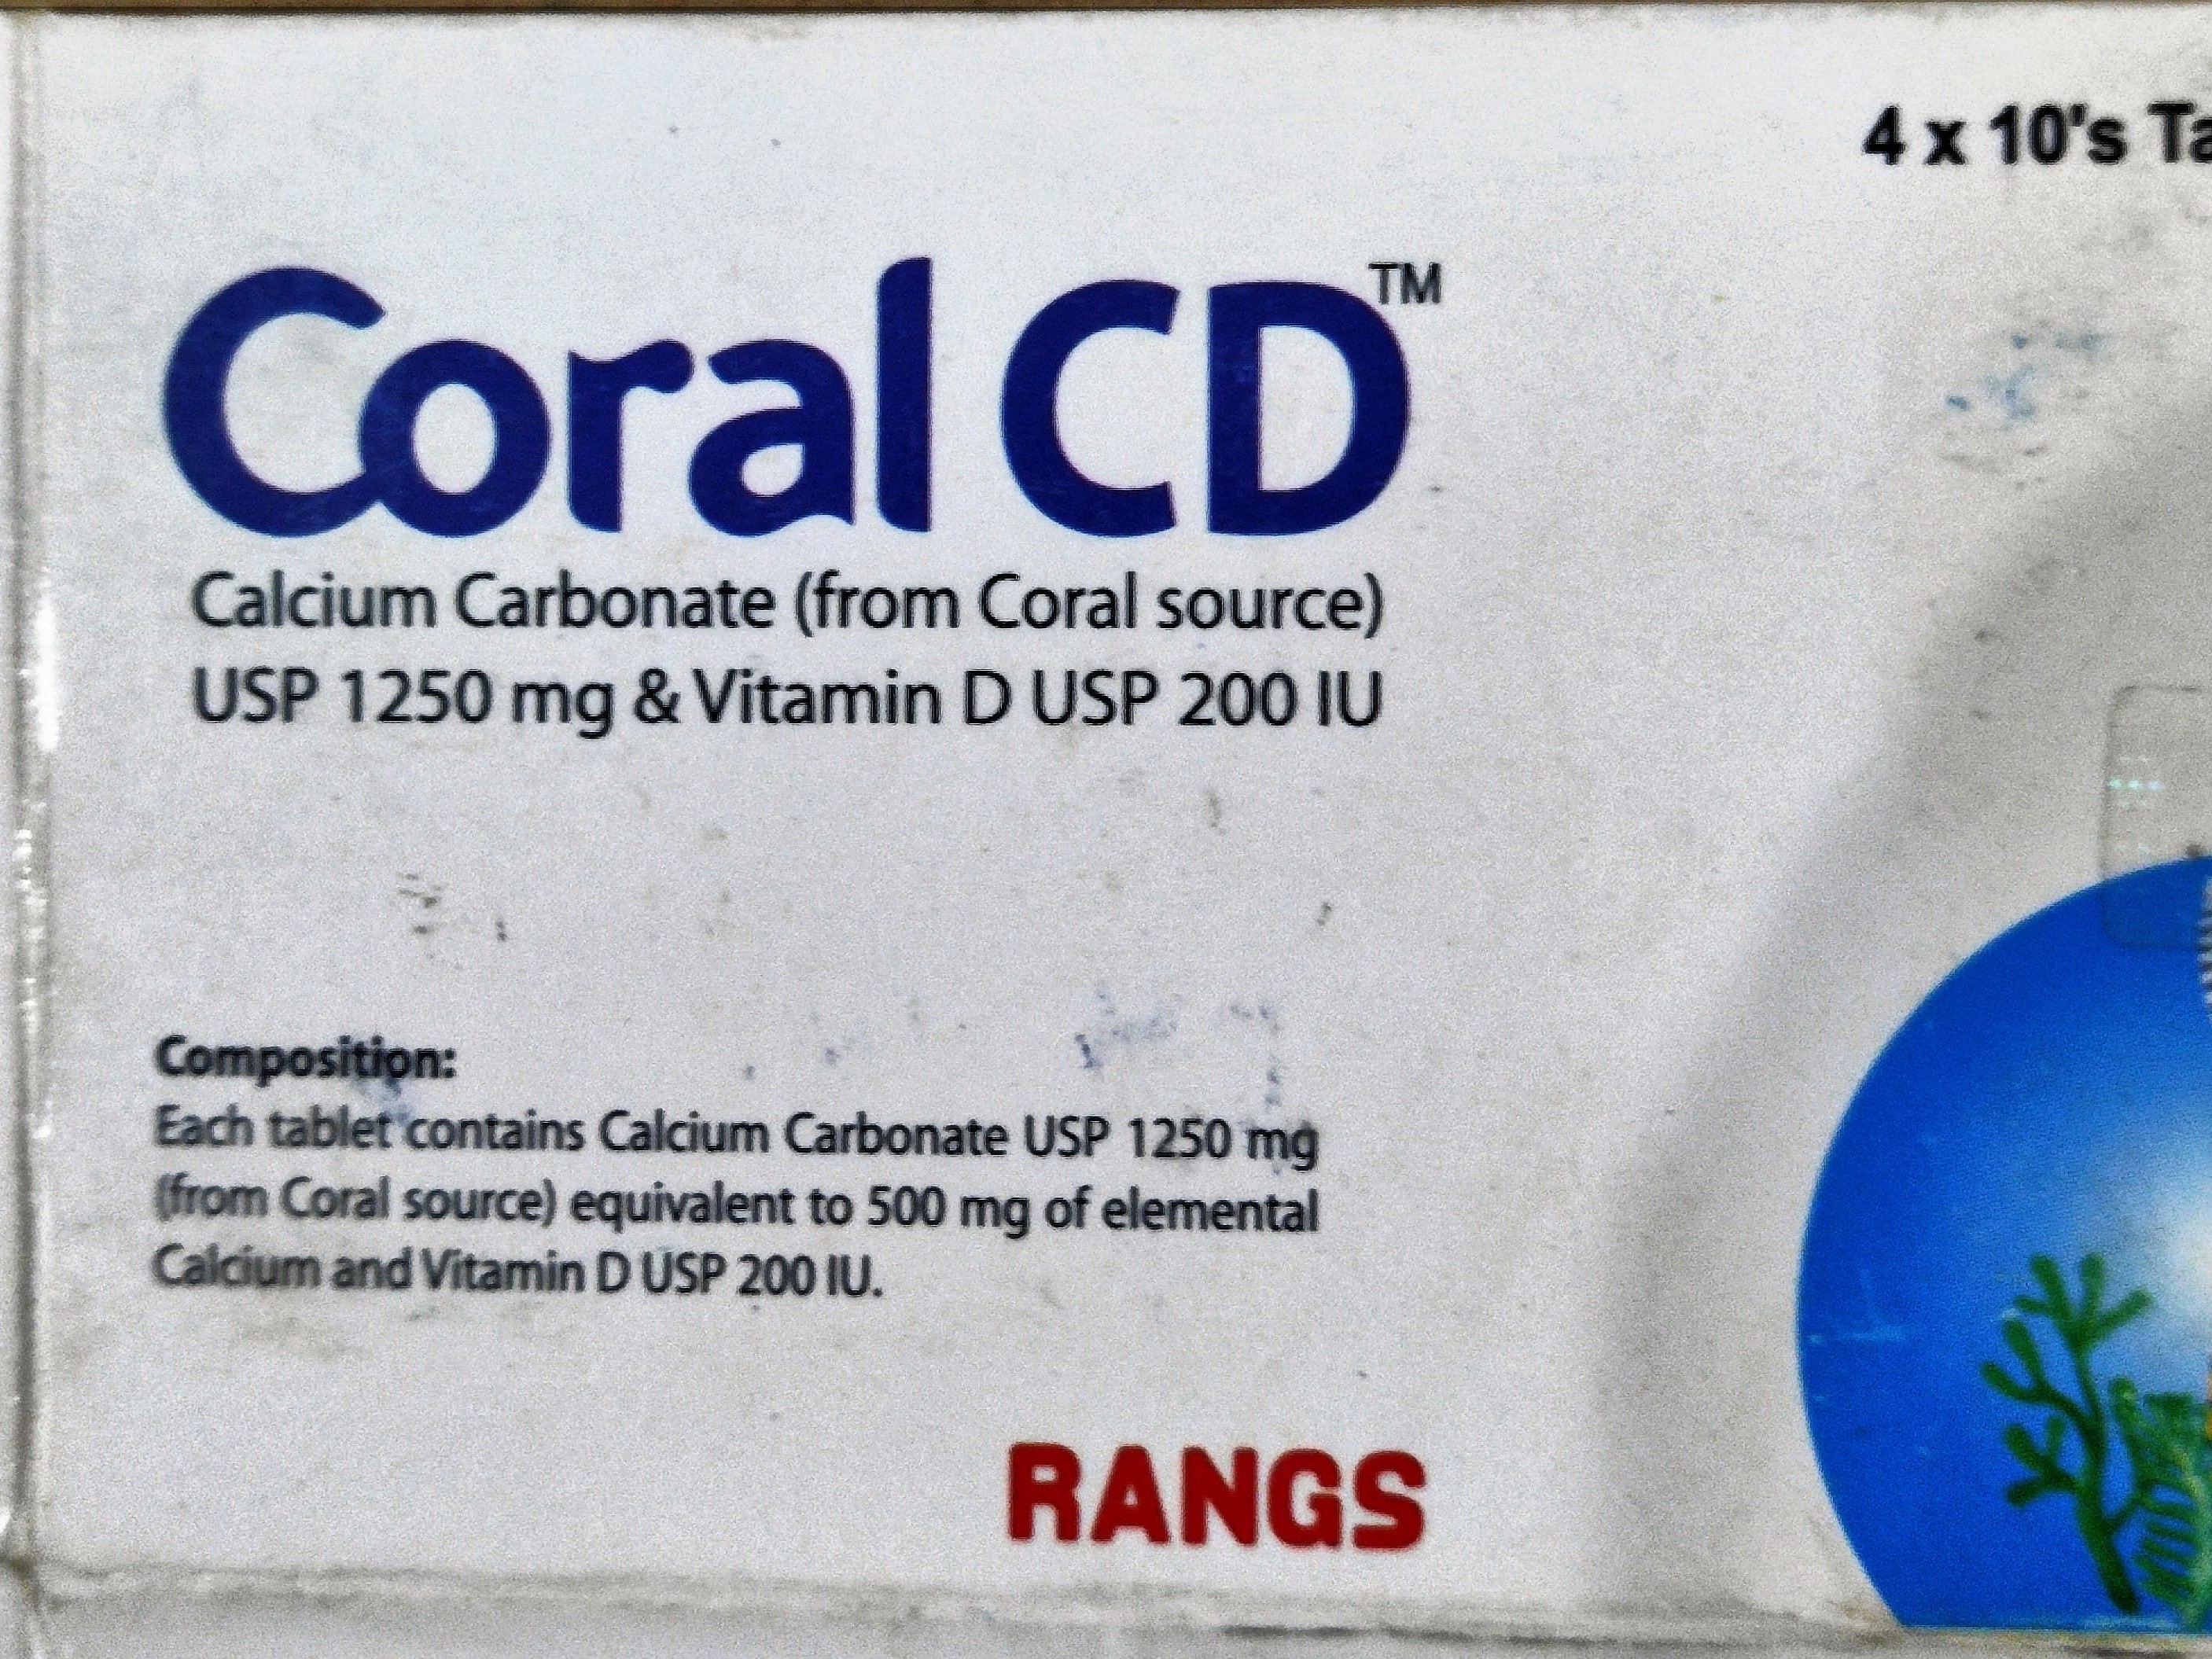 4 x 10's
Coral CD™
Calcium Carbonate (from Coral source)
USP 1250 mg & Vitamin D USP 200 IU
Composition:
Each tablet contains Calcium Carbonate USP 1250 mg
(from Coral source) equivalent to 500 mg of elemental
Calcium and Vitamin D USP 200 IU.
RANGS